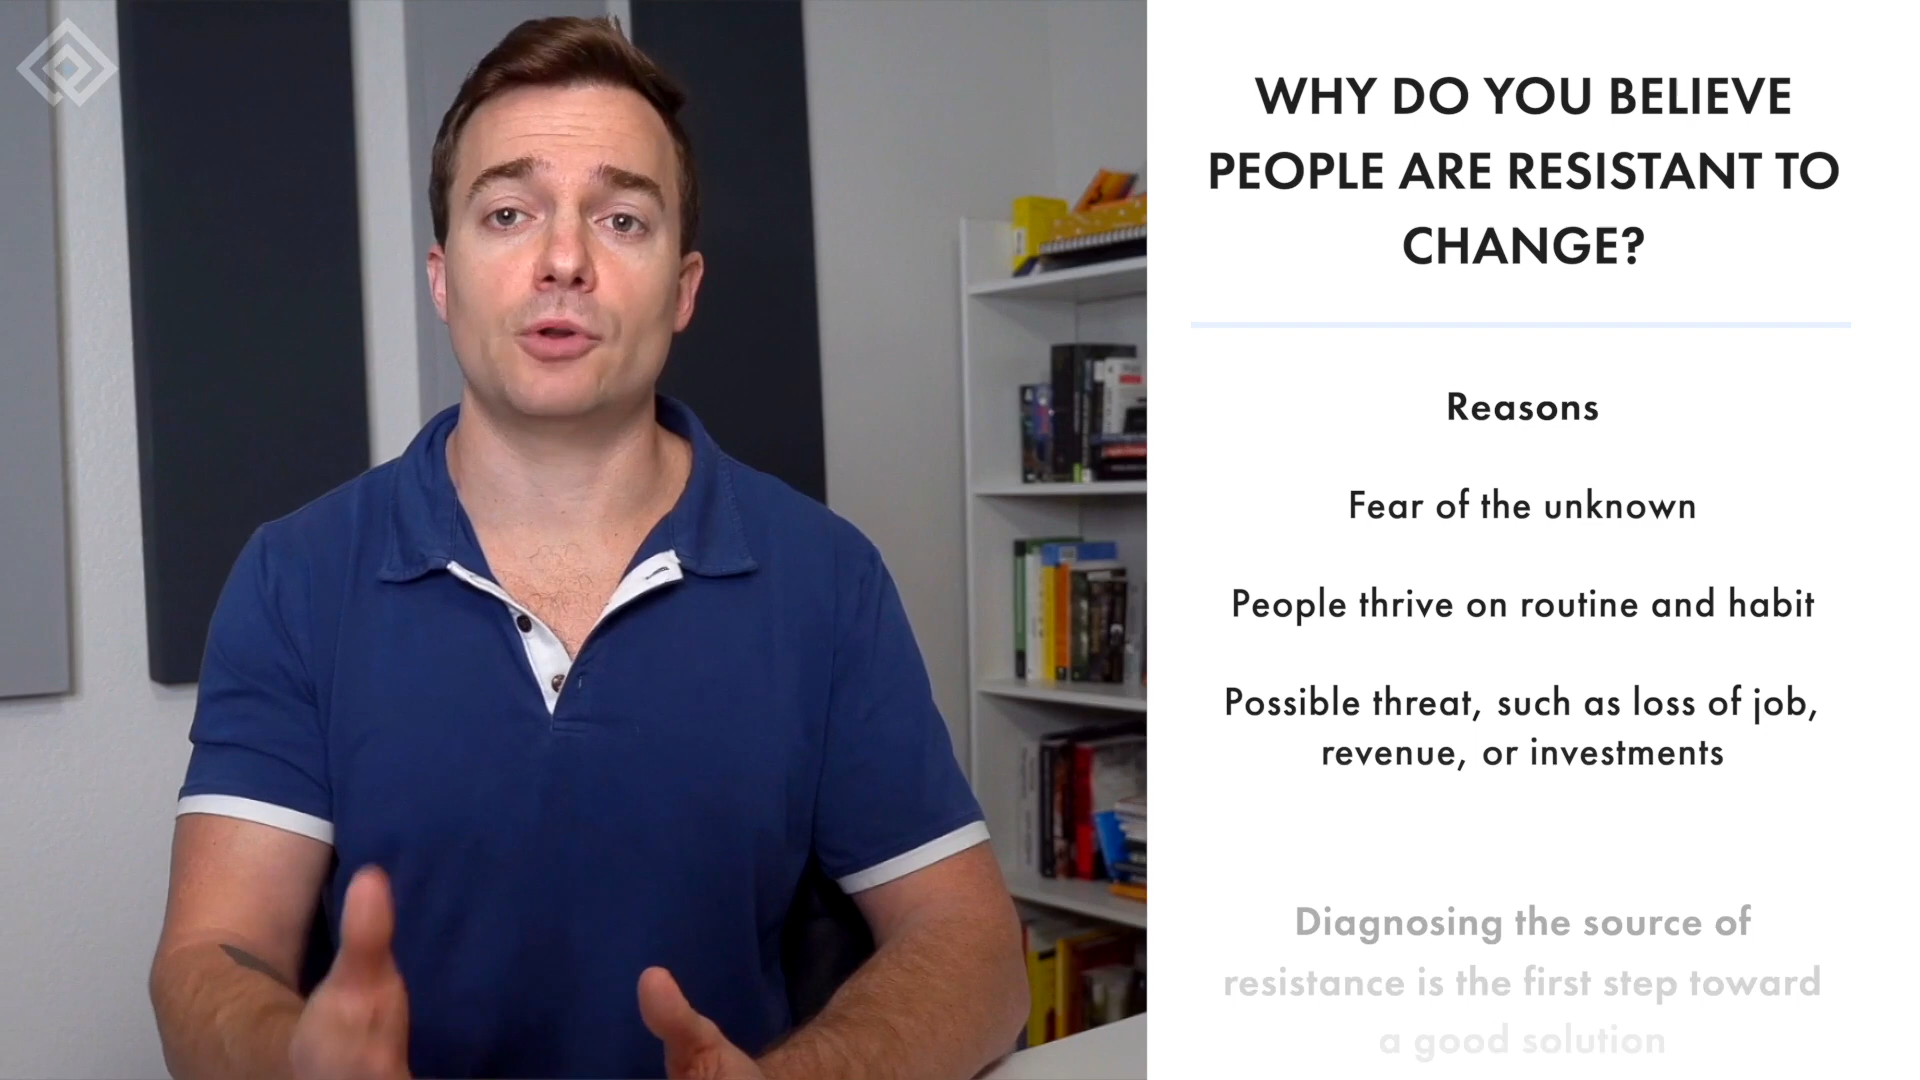 WHY DO YOU BELIEVE
PEOPLE ARE RESISTANT TO
CHANGE?
Reasons
Fear of the unknown
People thrive on routine and habit
Possible threat, such as loss of job,
revenue, or investments
Diagnosing the source of
resistance is the first step toward
a good solution